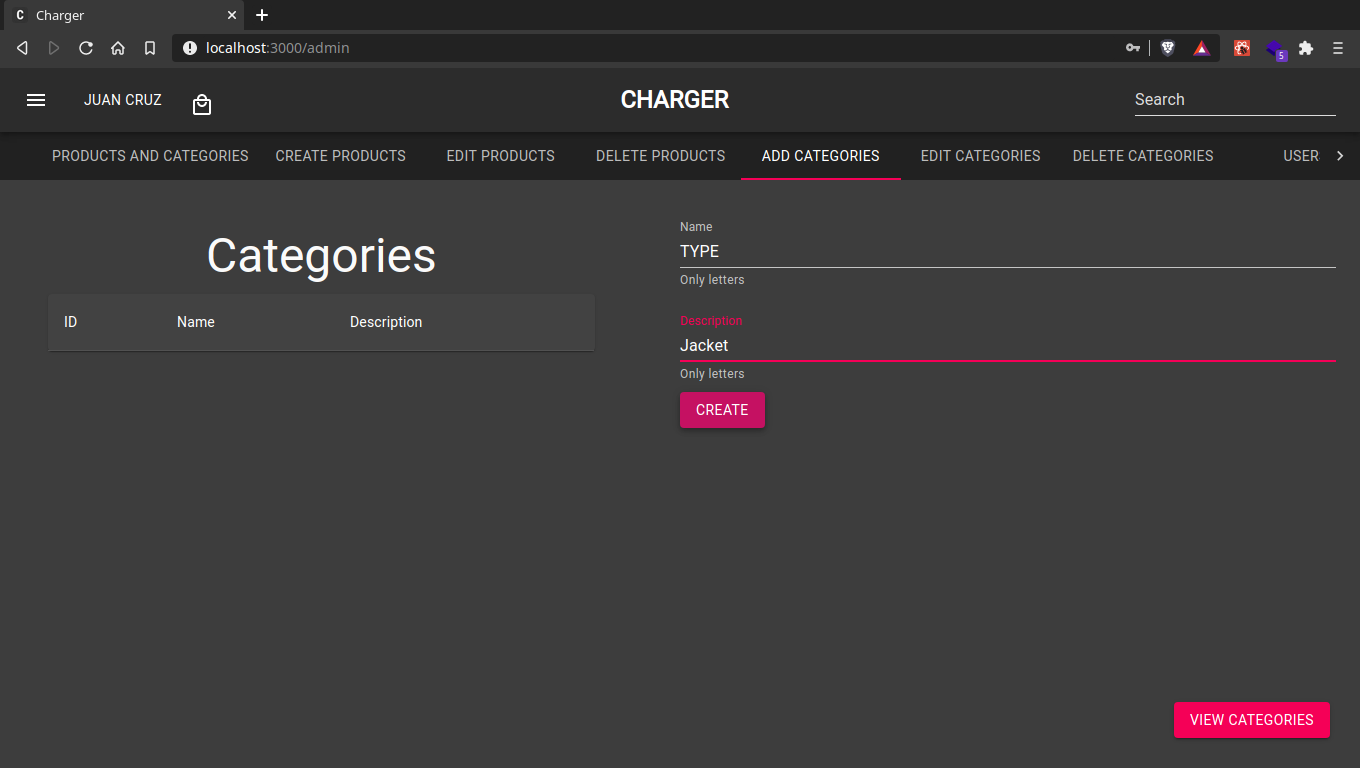 C Charger
localhost:3000/admin
5
JUAN CRUZ
CHARGER
Search
PRODUCTS AND CATEGORIES CREATE PRODUCTS EDIT PRODUCTS DELETE PRODUCTS ADD CATEGORIES EDIT CATEGORIES DELETE CATEGORIES USER
Categories
ID Name Description
Name
TYPE
Only letters
Description
Jacket
Only letters
CREATE
VIEW CATEGORIES